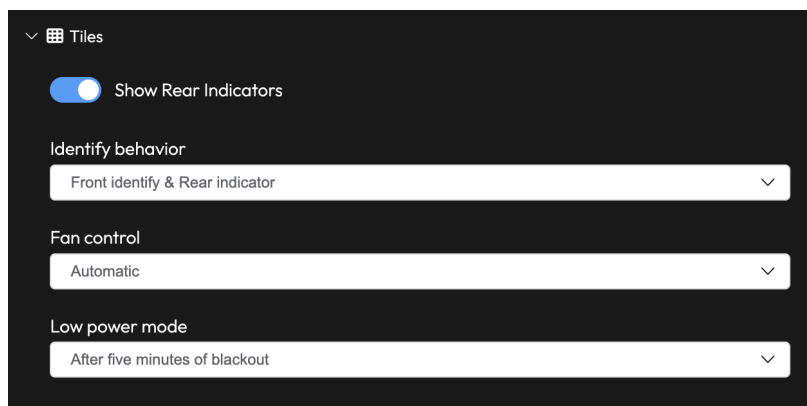 Tiles
Show Rear Indicators
Identify behavior
Front identify & Rear indicator
Fan control
Automatic
Low power mode
After five minutes of blackout